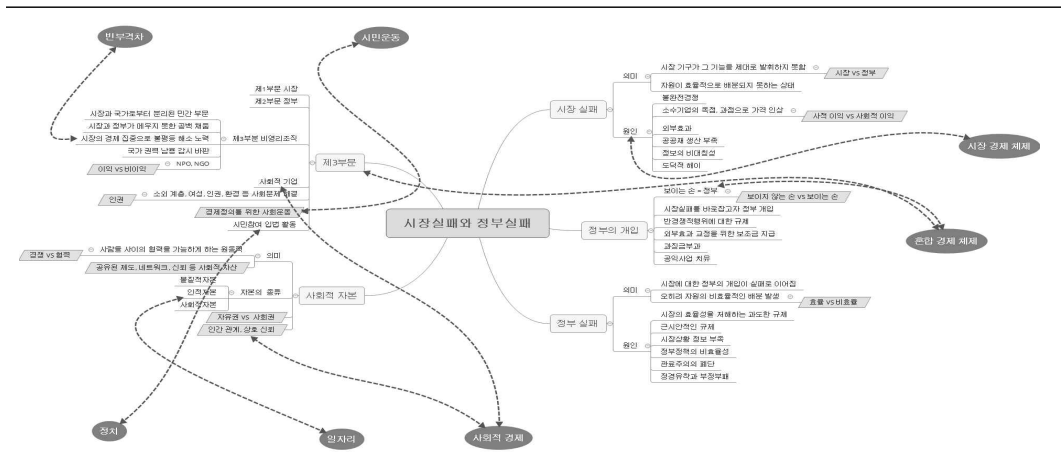 빈부격차
시민운동
시장실패와 정부실패
시장 실패
의미
시장 기구가 그 기능을 제대로 발휘하지 못함
시장 vs 정부
자원이 효율적으로 배분되지 못하는 상태
원인
불완전경쟁
소수기업의 독점, 과점으로 가격 인상
사적 이익 vs 사회적 이익
외부효과
공공재 생산 부족
정보의 비대칭성
도덕적 해이
시장 경제 체제
정부의 개입
보이는 손 = 정부
보이지 않는 손 vs 보이는 손
시장실패를 바로잡고자 정부 개입
반경쟁적행위에 대한 규제
외부효과 교정을 위한 보조금 지급
과징금부과
공익사업 치유
혼합 경제 체제
정부 실패
의미
시장에 대한 정부의 개입이 실패로 이어짐
오히려 자원의 비효율적인 배분 발생
효율 vs 비효율
원인
시장의 효율성을 저해하는 과도한 규제
근시안적인 규제
시장상황 정보 부족
정부정책의 비효율성
관료주의의 폐단
정경유착과 부정부패
제3부문
제1부문 시장
제2부문 정부
제3부문 비영리조직
시장과 국가로부터 분리된 민간 부문
시장과 정부가 메우지 못한 공백 채움
시장의 경제 집중으로 불평등 해소 노력
국가 권력 남용 감시 비판
NPO, NGO
이익 vs 비이익
사회적 기업
소외 계층, 여성, 인권, 환경 등 사회문제 해결
인권
경제정의를 위한 사회운동
시민참여 입법 활동
사회적 자본
의미
사람들 사이의 협력을 가능하게 하는 원동력
경쟁 vs 협력
공유된 제도, 네트워크, 신뢰 등 사회적 자산
자본의 종류
물질적자본
인적자본
사회적자본
자유권 vs 사회권
인간 관계, 상호 신뢰
정치
일자리
사회적 경제